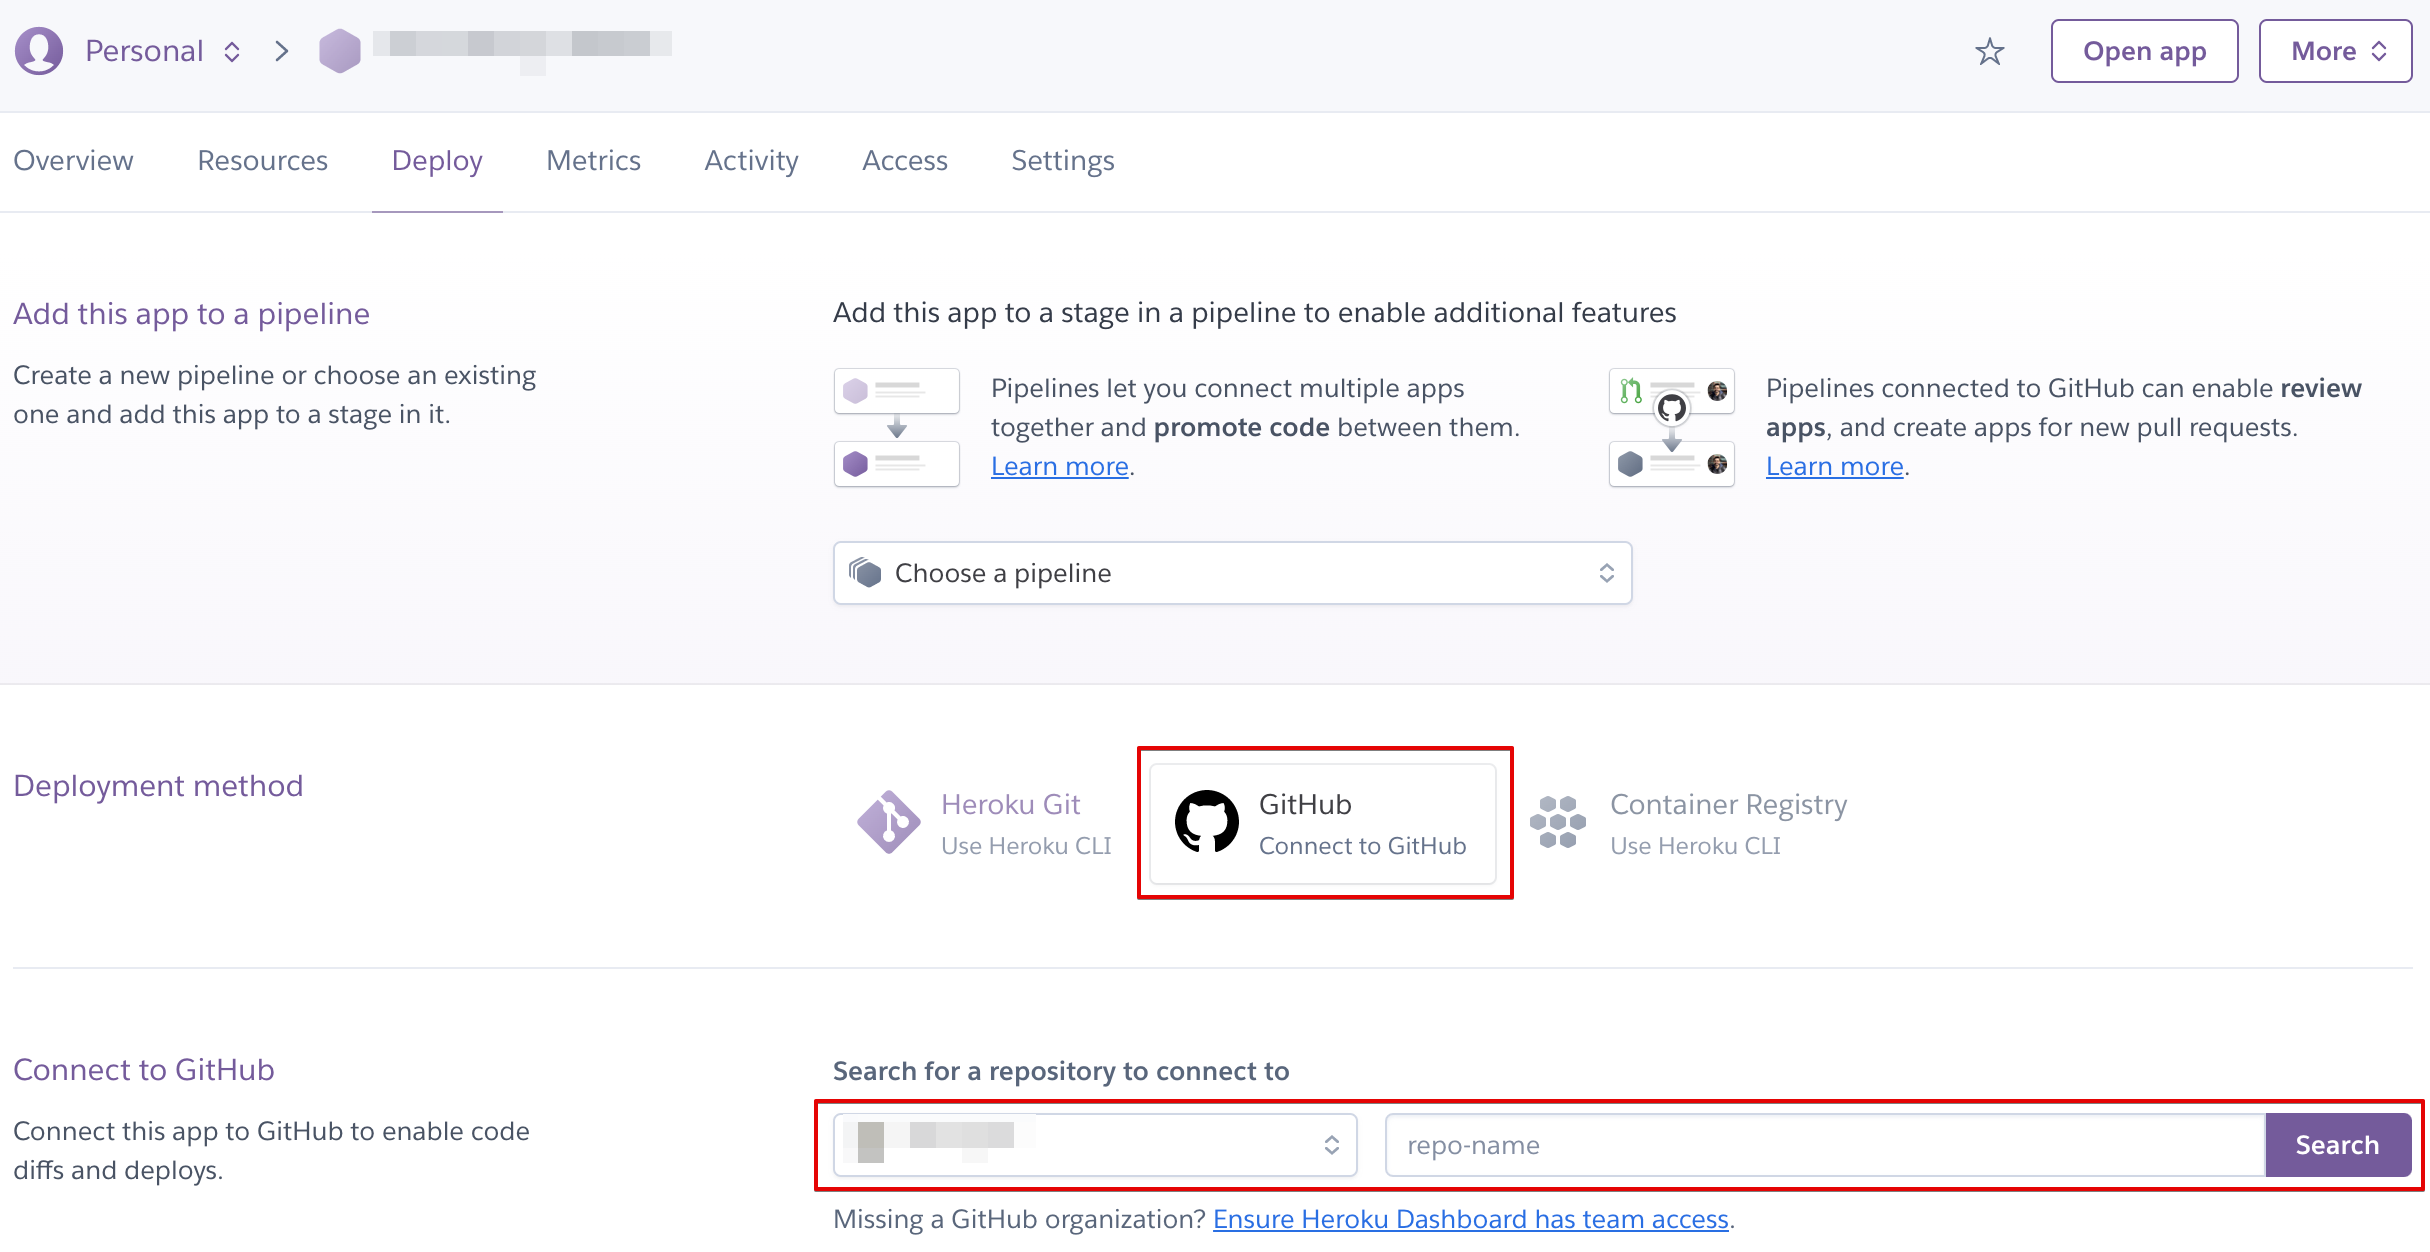 Personal
Open app
More
Overview
Resources
Deploy
Metrics
Activity
Access
Settings
Add this app to a pipeline
Create a new pipeline or choose an existing
one and add this app to a stage in it.
Add this app to a stage in a pipeline to enable additional features
Pipelines let you connect multiple apps
together and promote code between them.
Learn more.
Pipelines connected to GitHub can enable review
apps, and create apps for new pull requests.
Learn more.
Choose a pipeline
Deployment method
Heroku Git
Use Heroku CLI
GitHub
Connect to GitHub
Container Registry
Use Heroku CLI
Connect to GitHub
Connect this app to GitHub to enable code
diffs and deploys.
Search for a repository to connect to
repo-name
Search
Missing a GitHub organization? Ensure Heroku Dashboard has team access.